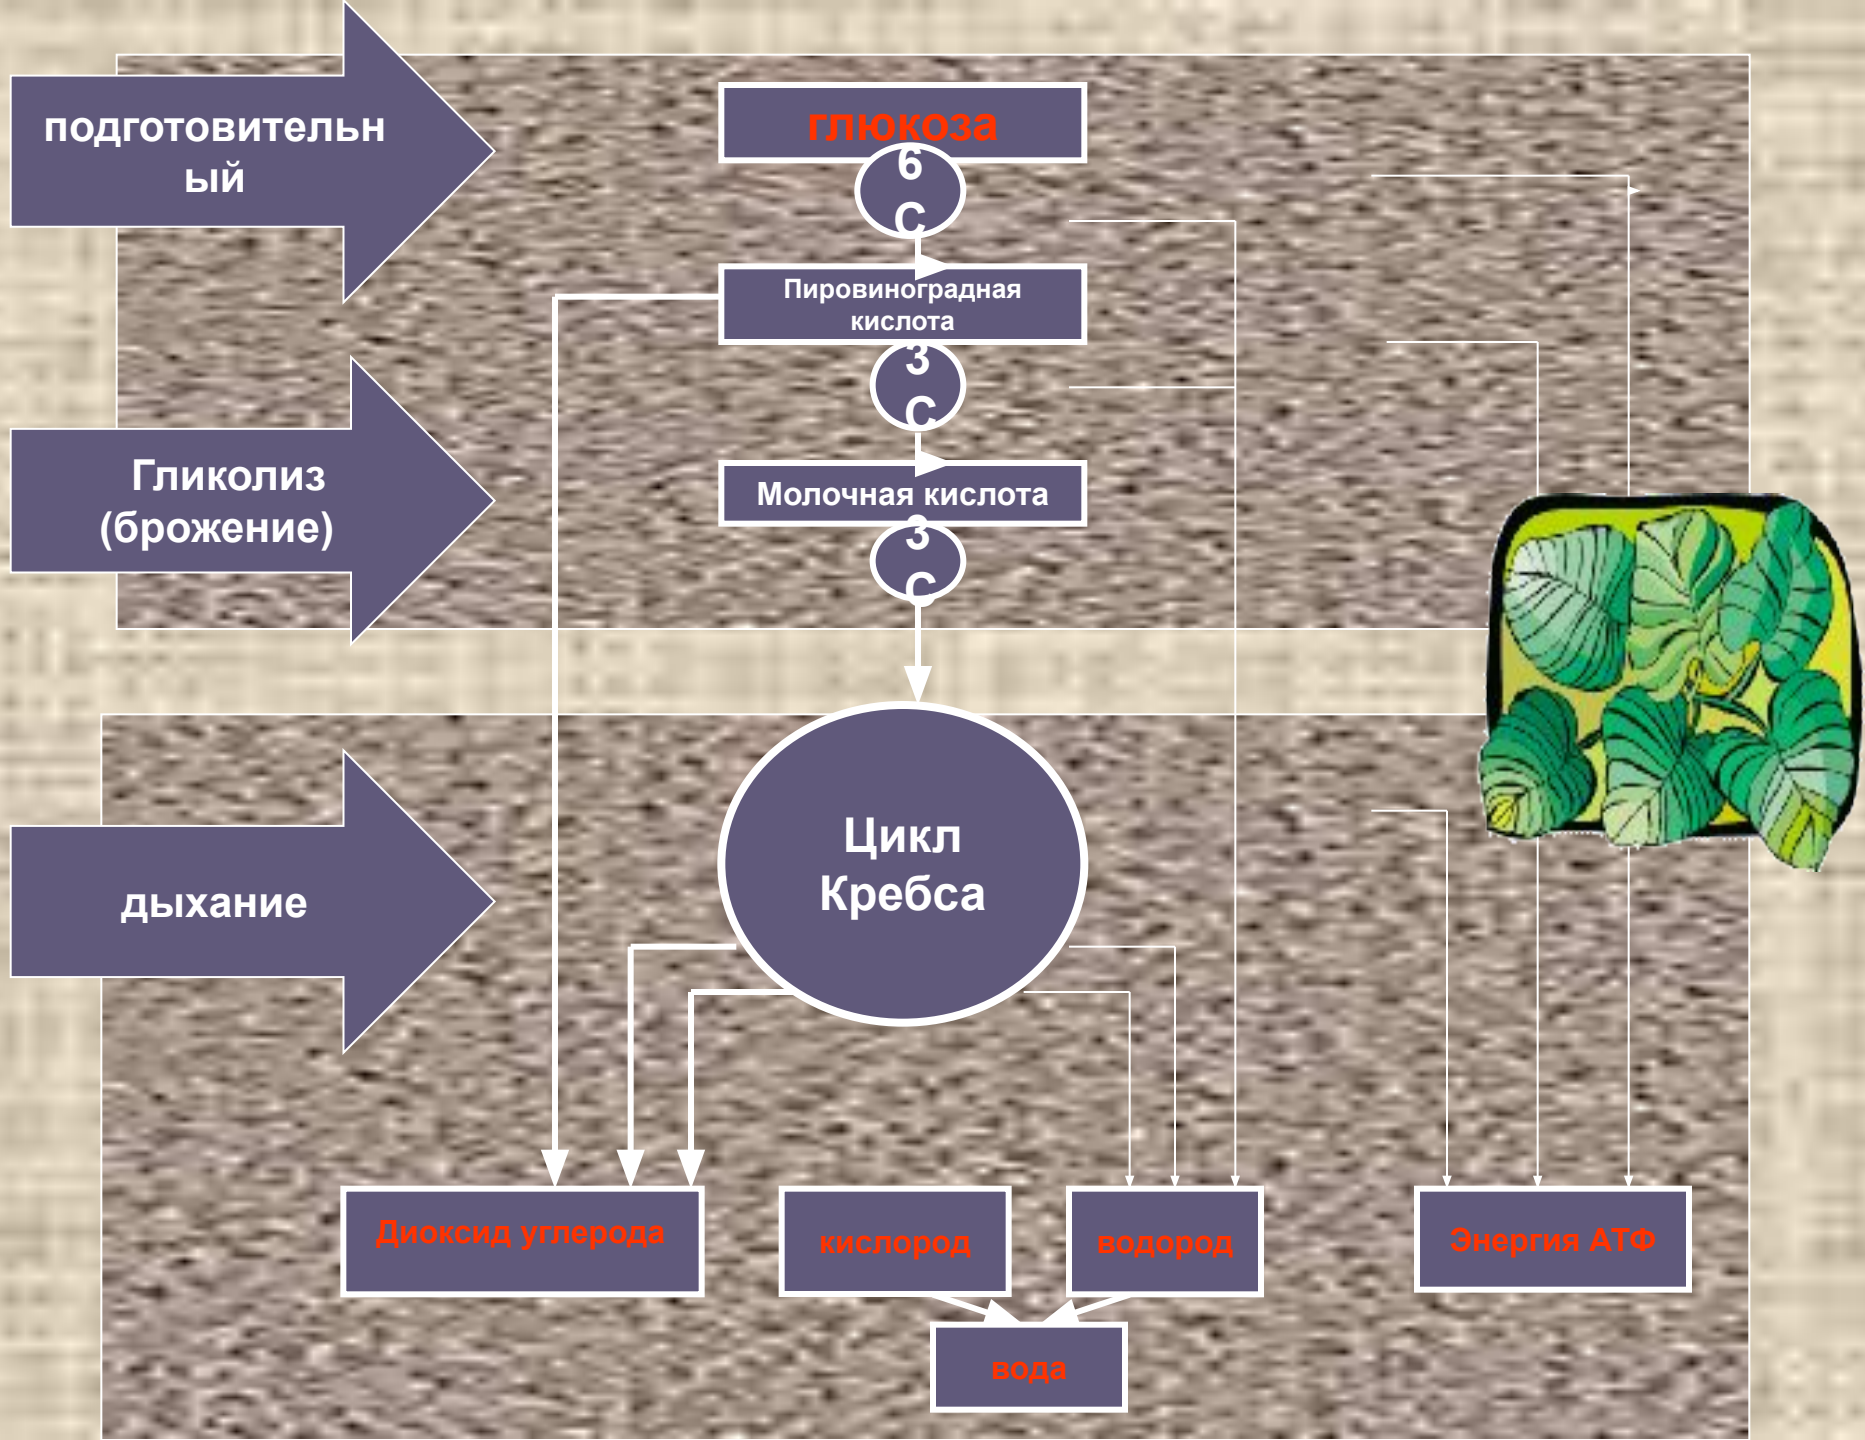 подготовительн
ый
глюкоза
6
С
Пировиноградная
кислота
3
С
Гликолиз
(брожение)
Молочная кислота
3
С
Цикл
Кребса
дыхание
Диоксид углерода
кислород
водород
Энергия АТФ
вода